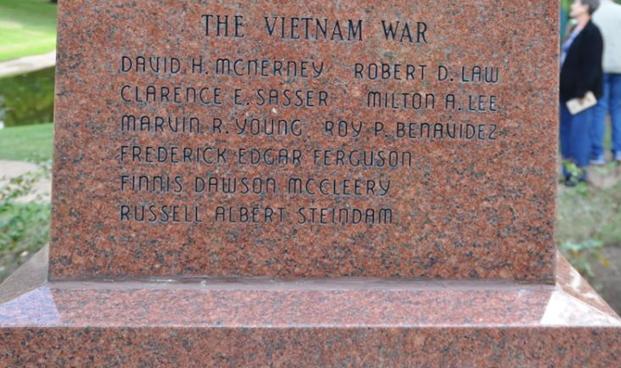 THE VIETNAM WAR
DAVID H. MCNERNEY ROBERT D. LAW
CLARENCE E. SASSER MILTON A. LEE
MARVIN R. YOUNG ROY P. BENAVIDEZ
FREDERICK EDGAR FERGUSON
FINNIS DAWSON MCCLEERY
RUSSELL ALBERT STEINDAM